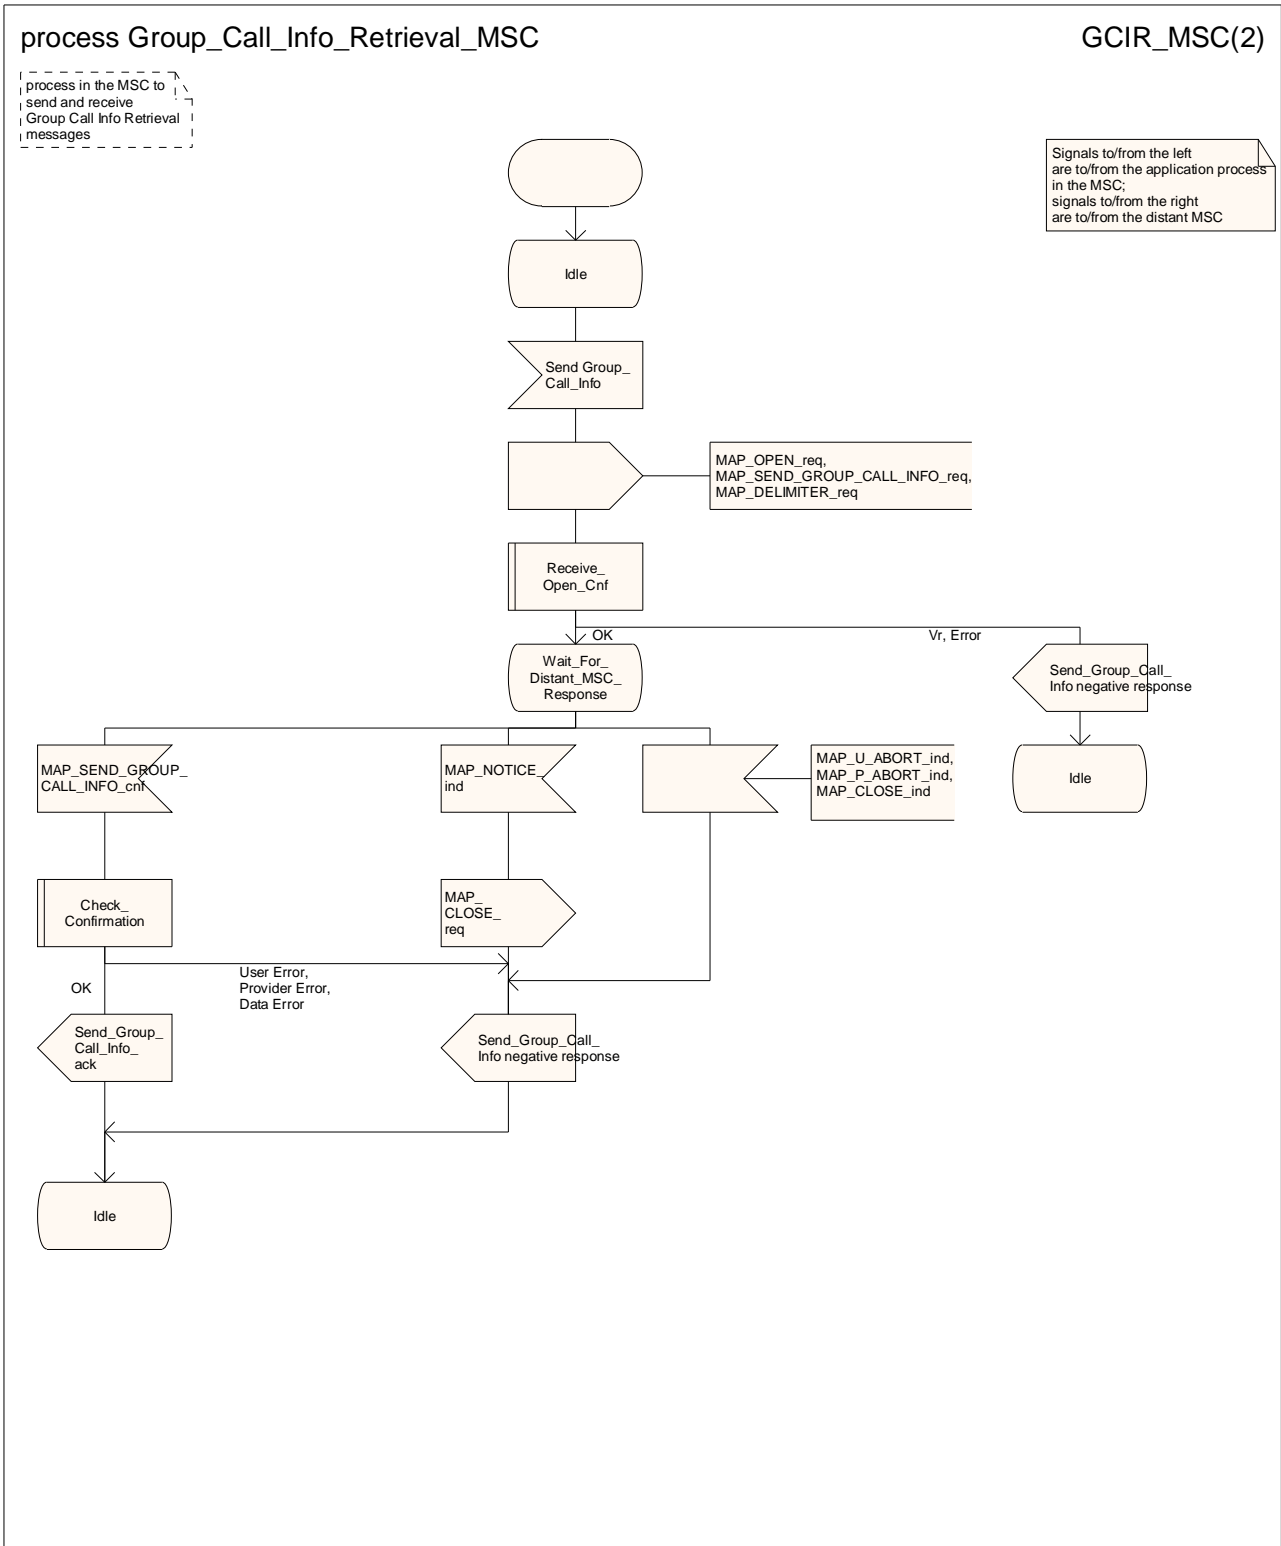 process Group_Call_Info_Retrieval_MSC
GCIR_MSC(2)
process in the MSC to
send and receive
Group Call Info Retrieval
messages
Signals to/from the left
are to/from the application process
in the MSC;
signals to/from the right
are to/from the distant MSC
Idle
Send Group_
Call_Info
MAP_OPEN_req,
MAP_SEND_GROUP_CALL_INFO_req,
MAP_DELIMITER_req
Receive_
Open_Cnf
OK
Vr, Error
Wait_For_
Distant_MSC_
Response
Send_Group_Call_
Info negative response
MAP_SEND_GROUP_
CALL_INFO_cnf
MAP_NOTICE_
ind
MAP_U_ABORT_ind,
MAP_P_ABORT_ind,
MAP_CLOSE_ind
Idle
Check_
Confirmation
MAP_
CLOSE_
req
OK
User Error,
Provider Error,
Data Error
Send_Group_
Call_Info_
ack
Send_Group_Call_
Info negative response
Idle